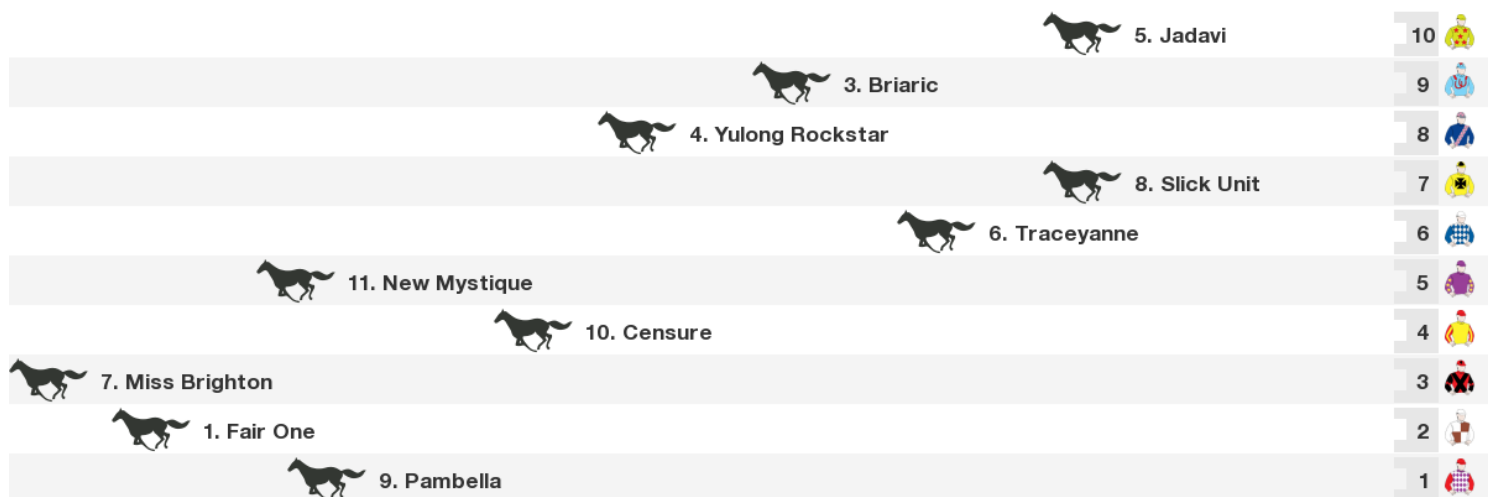 5. Jadavi 10
3. Briaric 9
4. Yulong Rockstar 8
8. Slick Unit 7
6. Traceyanne 6
11. New Mystique 5
10. Censure 4
7. Miss Brighton 3
1. Fair One 2
9. Pambella 1